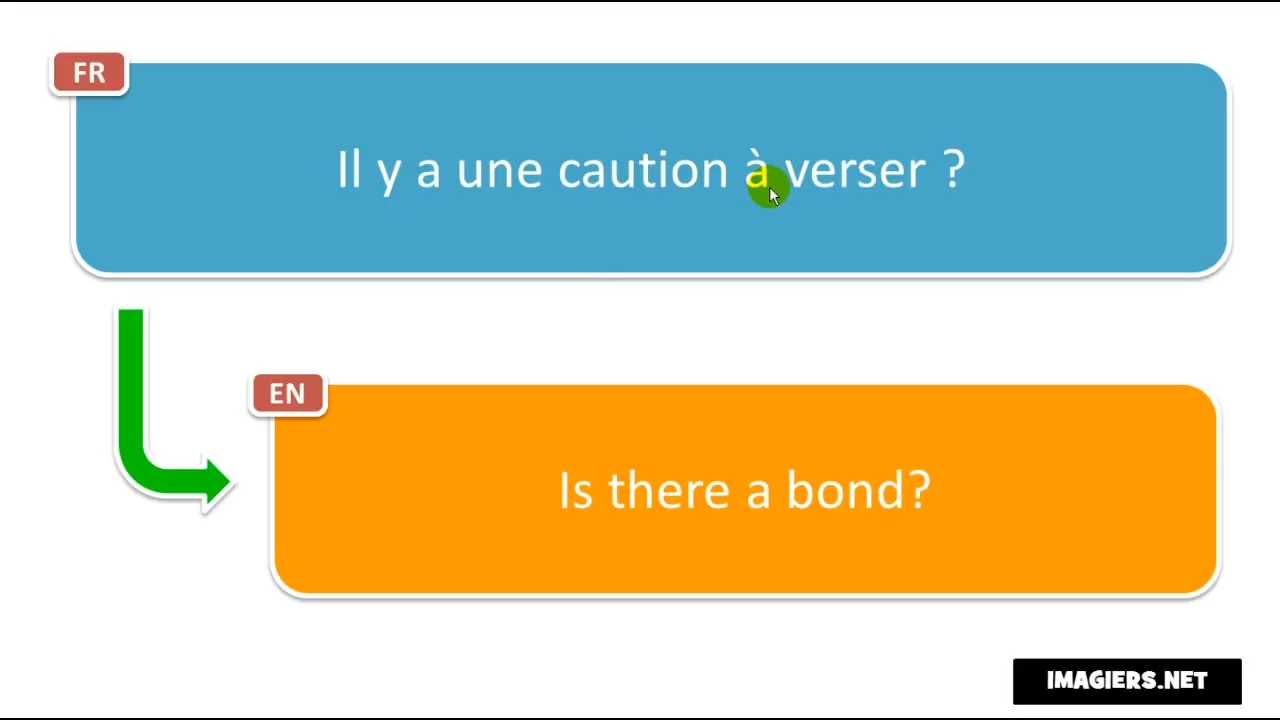 FR
Il y a une caution à verser ?
EN
Is there a bond?
IMAGIERS.NET